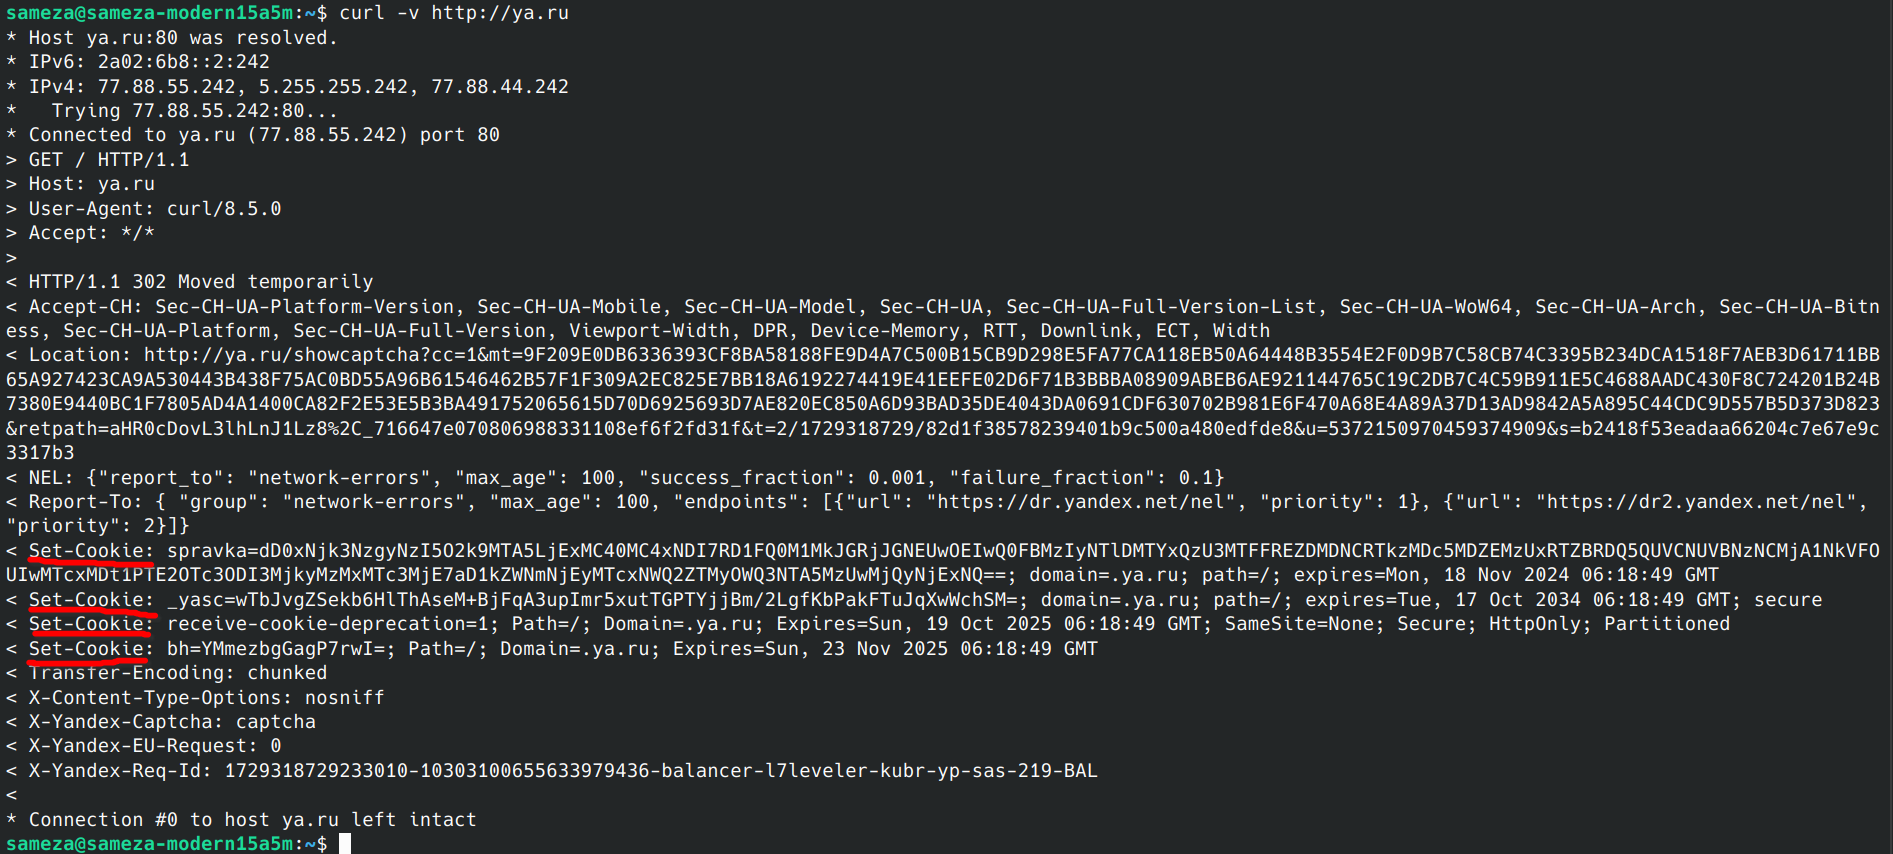 sameza@sameza-modern15a5m:~$ curl -v http://ya.ru
* Host ya.ru:80 was resolved.
* IPv6: 2a02:6b8::2:242
* IPv4: 77.88.55.242, 5.255.255.242, 77.88.44.242
*   Trying 77.88.55.242:80...
* Connected to ya.ru (77.88.55.242) port 80
> GET / HTTP/1.1
> Host: ya.ru
> User-Agent: curl/8.5.0
> Accept: */*
>
< HTTP/1.1 302 Moved temporarily
< Accept-CH: Sec-CH-UA-Platform-Version, Sec-CH-UA-Mobile, Sec-CH-UA-Model, Sec-CH-UA, Sec-CH-UA-Full-Version-List, Sec-CH-UA-WoW64, Sec-CH-UA-Arch, Sec-CH-UA-Bitn
ess, Sec-CH-UA-Platform, Sec-CH-UA-Full-Version, Viewport-Width, DPR, Device-Memory, RTT, Downlink, ECT, Width
< Location: http://ya.ru/showcaptcha?cc=1&mt=9F209E0DB6336393CF8BA58188FE9D4A7C500B15CB9D298E5FA77CA118EB50A64448B3554E2F0D9B7C58CB74C3395B234DCA1518F7AEB3D61711BB
65A927423CA9A530443B438F75AC0BD55A96B61546462B57F1F309A2EC825E7BB18A6192274419E41EEFE02D6F71B3BBBA08909ABEB6AE921144765C19C2DB7C4C59B911E5C4688AADC430F8C724201B24B
7380E9440BC1F7805AD4A1400CA82F2E53E5B3BA491752065615D70D6925693D7AE820EC850A6D93BAD35DE4043DA0691CDF630702B981E6F470A68E4A89A37D13AD9842A5A895C44CDC9D557B5D373D823
&retpath=aHR0cDovL3lhLnJ1Lz8%2C_716647e070806988331108ef6f2fd31f&t=2/1729318729/82d1f38578239401b9c500a480edfde8&u=5372150970459374909&s=b2418f53eadaa66204c7e67e9c
3317b3
< NEL: {"report_to": "network-errors", "max_age": 100, "success_fraction": 0.001, "failure_fraction": 0.1}
< Report-To: { "group": "network-errors", "max_age": 100, "endpoints": [{"url": "https://dr.yandex.net/nel", "priority": 1}, {"url": "https://dr2.yandex.net/nel",
"priority": 2}]}
< Set-Cookie: spravka=dD0xNjk3NzgyNzI5O2k9MTA5LjExMC40MC4xNDI7RD1FQ0M1MkJGRjJGNEUwOEIwQ0FBMzIyNTlDMTYxQzU3MTFFREZDMDNCRTkzMDc5MDZEMzUxRTZBRDQ5QUVCNUVBNzNCMjA1NkVFO
UIwMTcxMDt1PTE2OTc3ODI3MjkyMzMxMTc3MjE7aD1kZWNmNjEyMTcxNWQ2ZTMyOWQ3NTA5MzUwMjQyNjExNQ==; domain=.ya.ru; path=/; expires=Mon, 18 Nov 2024 06:18:49 GMT
< Set-Cookie: _yasc=wTbJvgZSekb6HlThAseM+BjFqA3upImr5xutTGPTYjjBm/2LgfKbPakFTuJqXwWchSM=; domain=.ya.ru; path=/; expires=Tue, 17 Oct 2034 06:18:49 GMT; secure
< Set-Cookie: receive-cookie-deprecation=1; Path=/; Domain=.ya.ru; Expires=Sun, 19 Oct 2025 06:18:49 GMT; SameSite=None; Secure; HttpOnly; Partitioned
< Set-Cookie: bh=YMmezbgGagP7rwI=; Path=/; Domain=.ya.ru; Expires=Sun, 23 Nov 2025 06:18:49 GMT
< Transfer-Encoding: chunked
< X-Content-Type-Options: nosniff
< X-Yandex-Captcha: captcha
< X-Yandex-EU-Request: 0
< X-Yandex-Req-Id: 1729318729233010-10303100655633979436-balancer-l7leveler-kubr-yp-sas-219-BAL
<
* Connection #0 to host ya.ru left intact
sameza@sameza-modern15a5m:~$